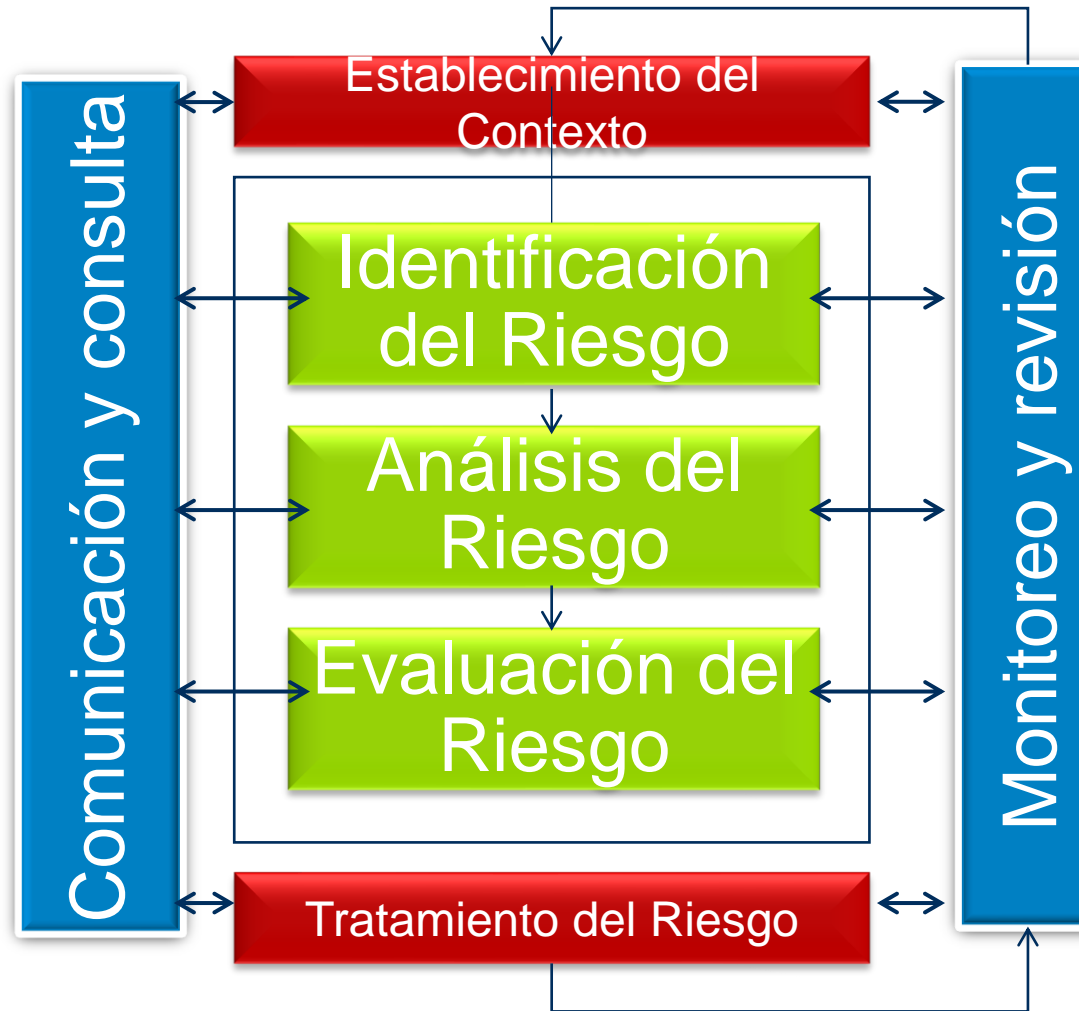 Establecimiento del
Contexto
Comunicación y consulta
Identificación
del Riesgo
Análisis del
Riesgo
Evaluación del
Riesgo
Monitoreo y revisión
Tratamiento del Riesgo